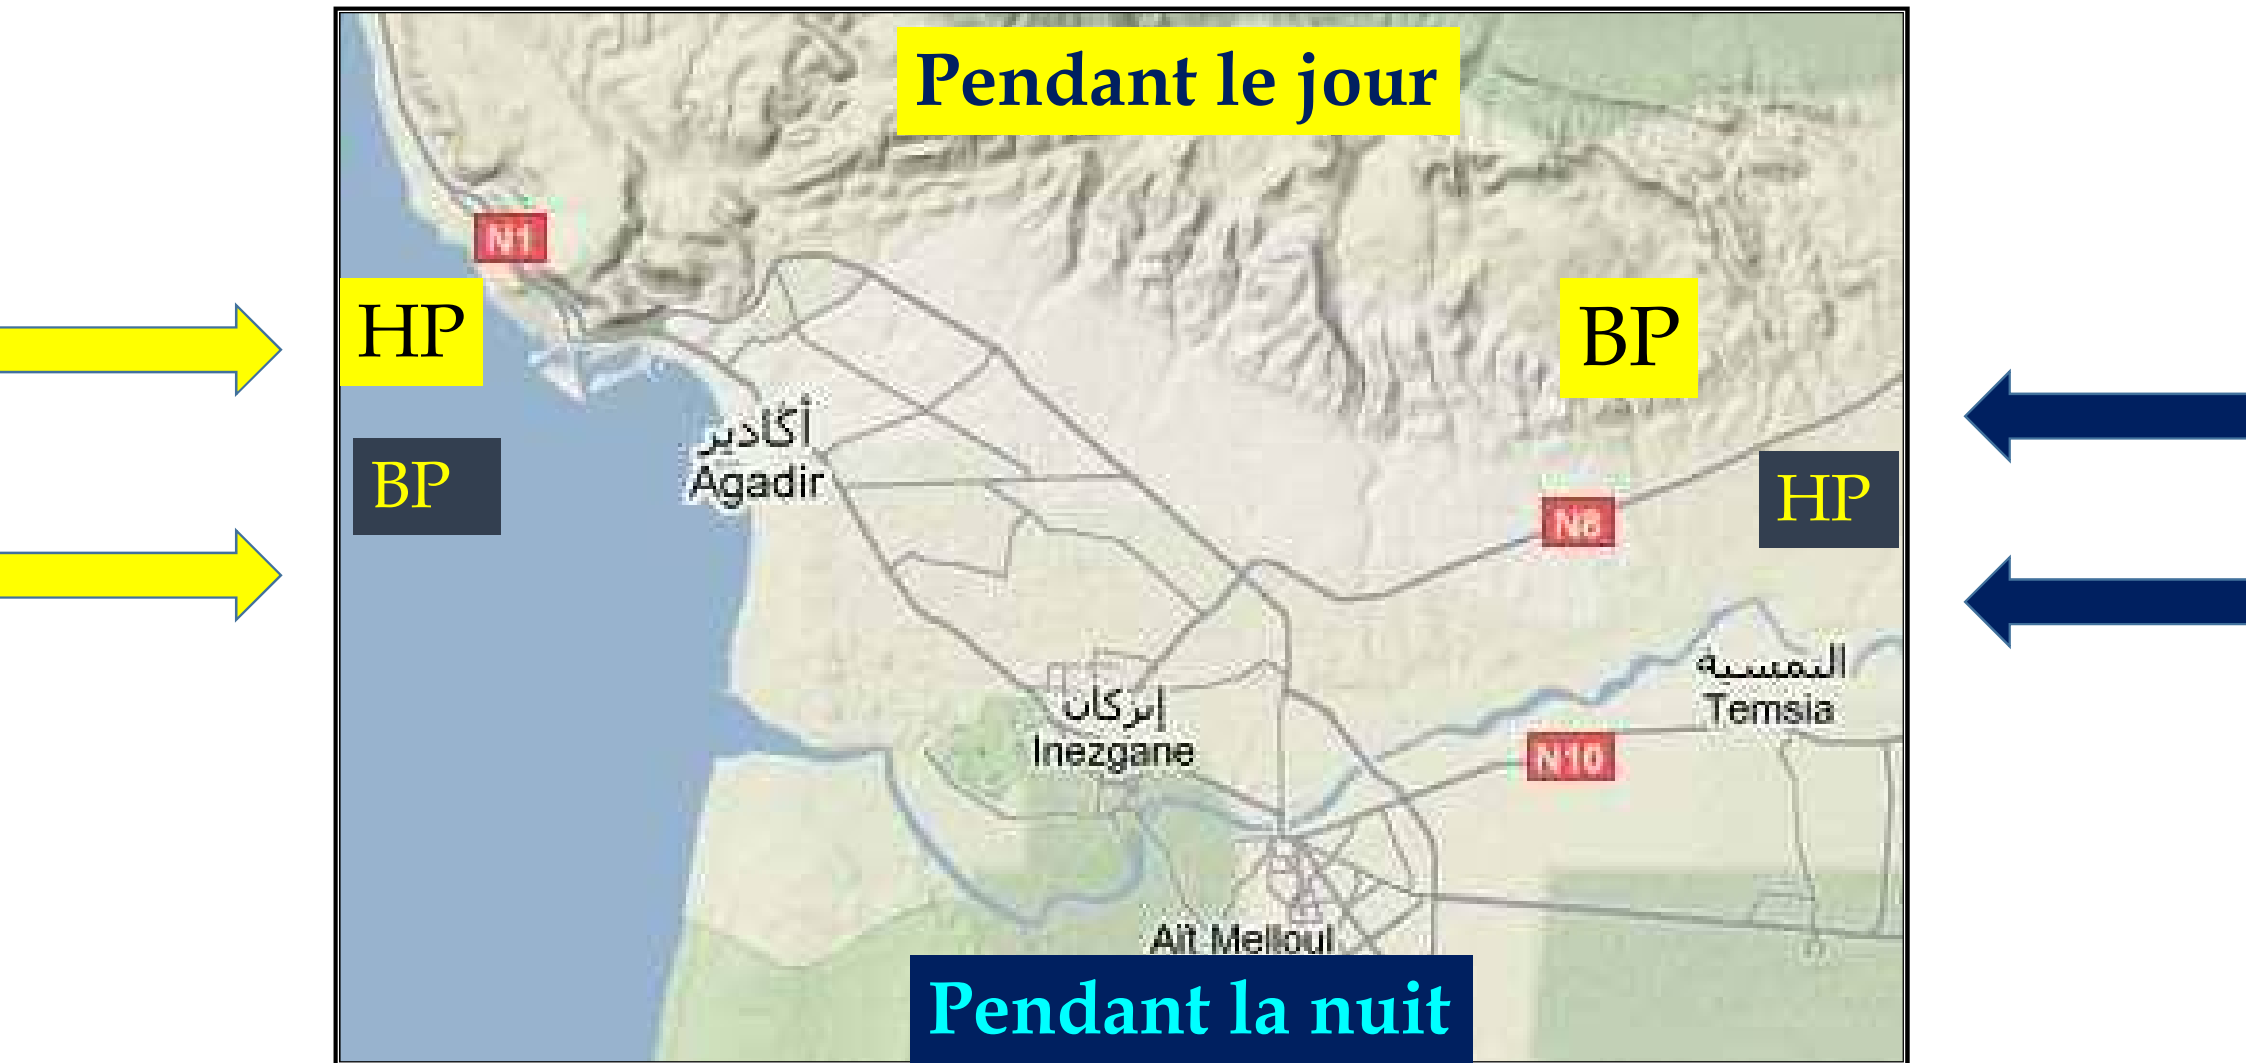 Pendant le jour
N1
HP
BP
أكادير
Agadir
BP
HP
N8
التمسية
Temsia
إنزكان
Inezgane
N10
Aït Melloul
Pendant la nuit